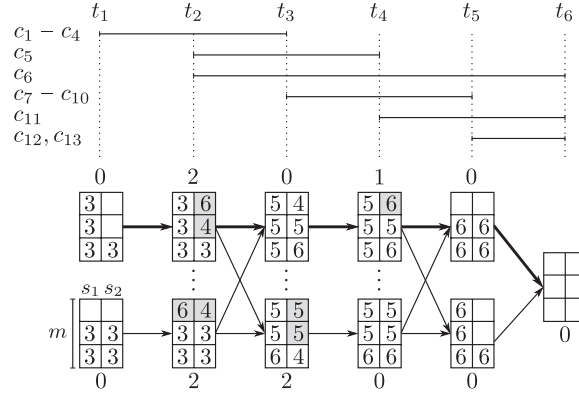 t₁ t₂ t₃ t₄ t₅ t₆
c₁ − c₄
c₅
c₆
c₇ − c₁₀
c₁₁
c₁₂, c₁₃
0 2 0 1 0
3 3 6 5 4 5 6
3 3 4 5 5 5 5 6 6
3 3 3 3 5 6 5 6 6 6
s₁ s₂ ⋮ ⋮ ⋮
6 4 5 5 5 5 6
m 3 3 3 3 5 5 5 5 6
3 3 3 3 6 4 6 6 6 6
0
0 2 2 0 0